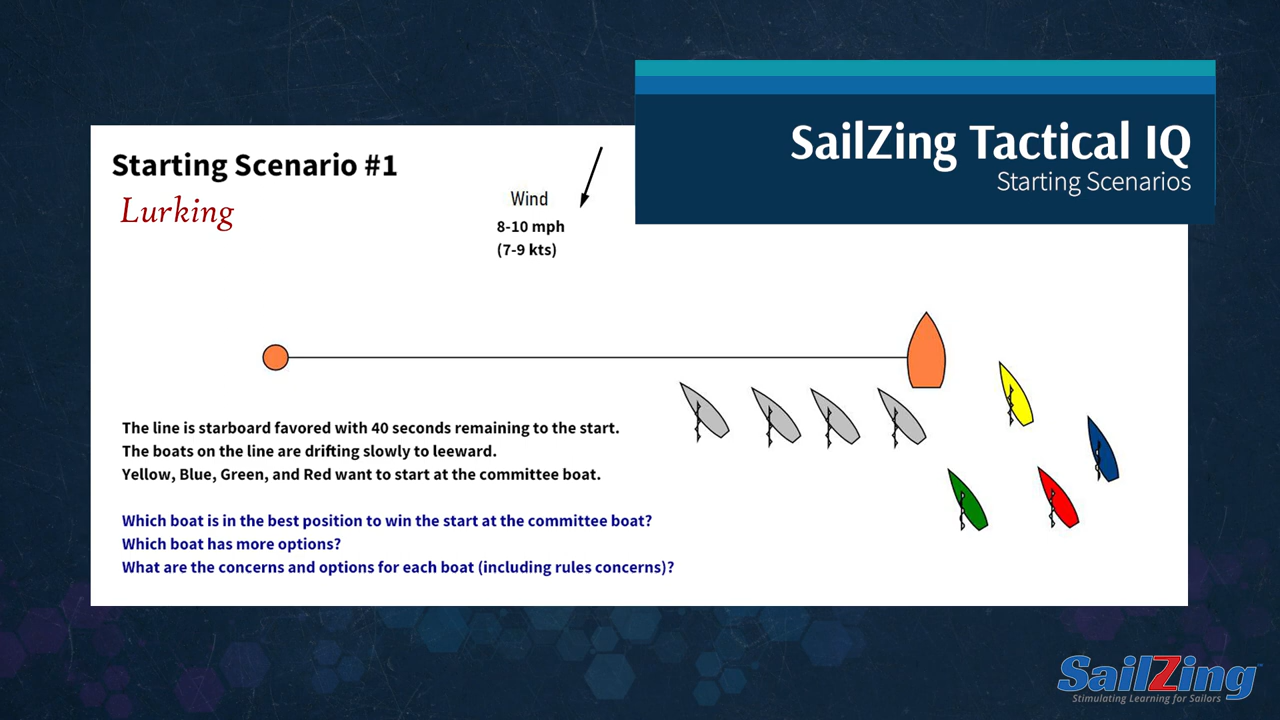 SailZing Tactical IQ
Starting Scenarios
Starting Scenario #1
Lurking
Wind
8-10 mph
(7-9 kts)
The line is starboard favored with 40 seconds remaining to the start.
The boats on the line are drifting slowly to leeward.
Yellow, Blue, Green, and Red want to start at the committee boat.
Which boat is in the best position to win the start at the committee boat?
Which boat has more options?
What are the concerns and options for each boat (including rules concerns)?
SailZing
Stimulating Learning for Sailors